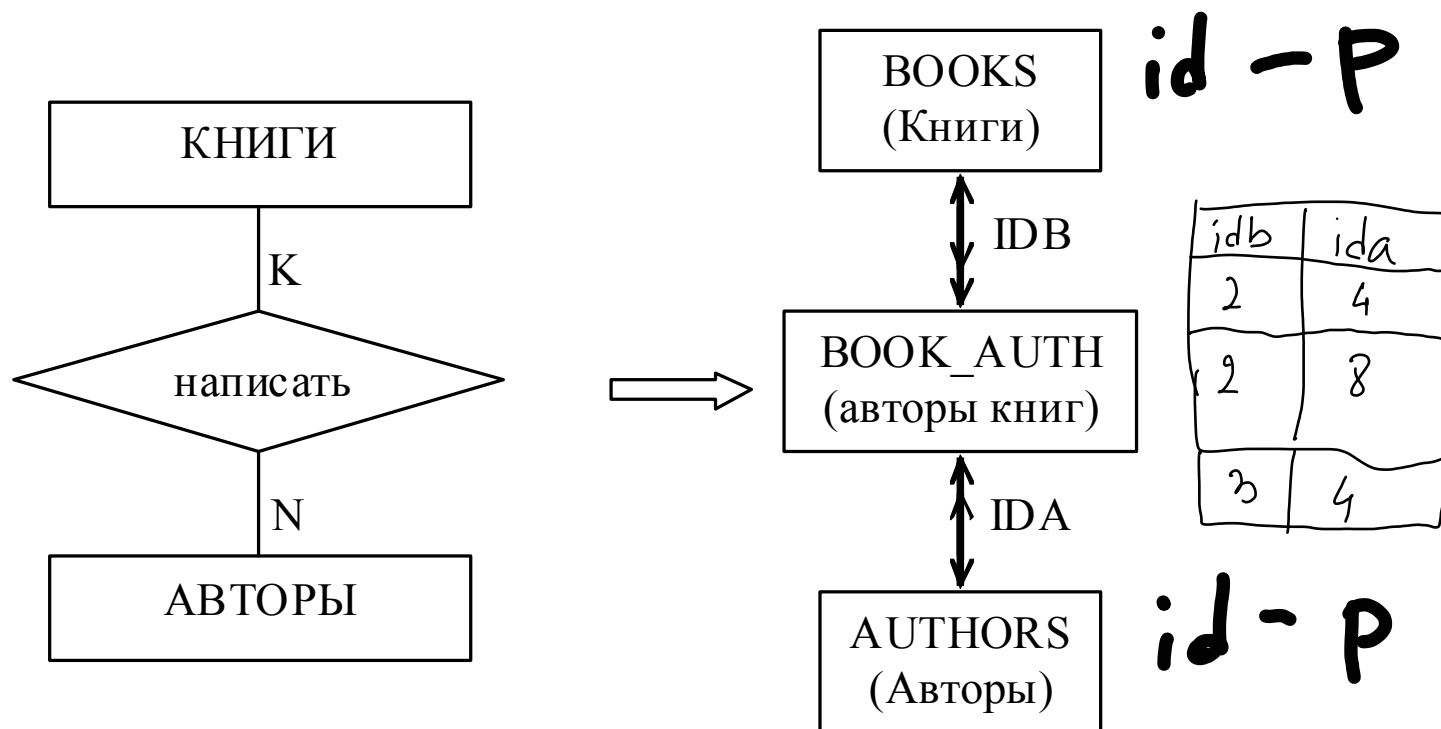 КНИГИ
K
написать
N
АВТОРЫ
BOOKS
(Книги)
IDB
BOOK_AUTH
(авторы книг)
IDA
AUTHORS
(Авторы)
id - P
idb ida
2 4
2 8
3 4
id - p